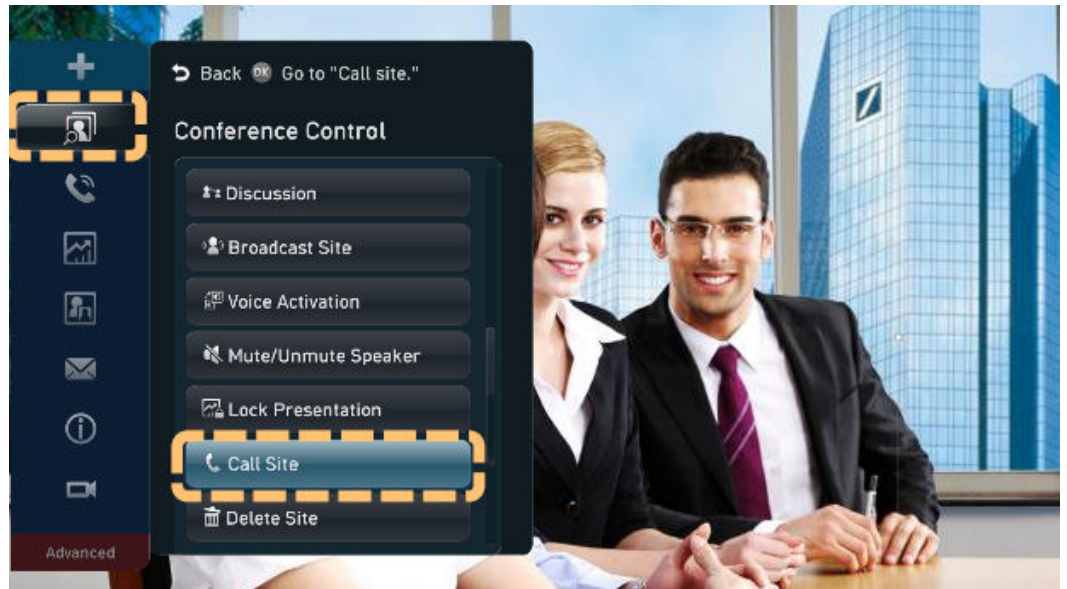 Back OK Go to "Call site."
Conference Control
Discussion
Broadcast Site
Voice Activation
Mute/Unmute Speaker
Lock Presentation
Call Site
Delete Site
Advanced